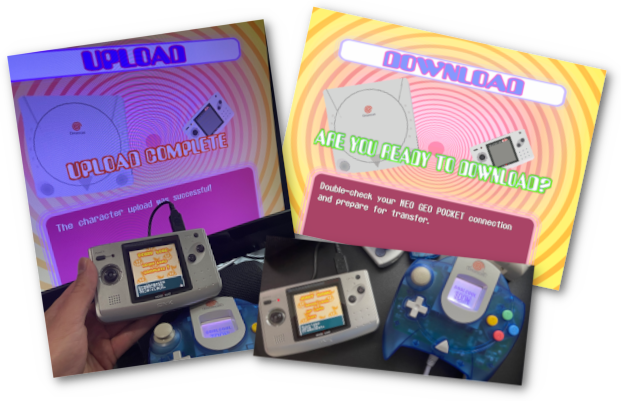 UPLOAD
UPLOAD COMPLETE
The character upload was successful!
DOWNLOAD
ARE YOU READY TO DOWNLOAD?
Double-check your NEO GEO POCKET connection
and prepare for transfer.